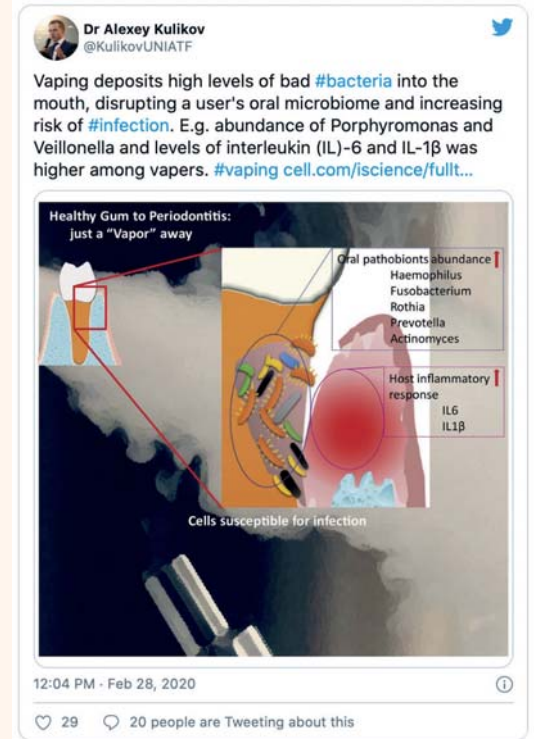 Dr Alexey Kulikov
@KulikovUNIATF
Vaping deposits high levels of bad #bacteria into the
mouth, disrupting a user's oral microbiome and increasing
risk of #infection. E.g. abundance of Porphyromonas and
Veillonella and levels of interleukin (IL)-6 and IL-1β was
higher among vapers. #vaping cell.com/iscience/fullt...
Healthy Gum to Periodontitis:
just a “Vapor” away
Oral pathobionts abundance
Haemophilus
Fusobacterium
Rothia
Prevotella
Actinomyces
Host inflammatory
response
IL6
IL1β
Cells susceptible for infection
12:04 PM · Feb 28, 2020
29
20 people are Tweeting about this